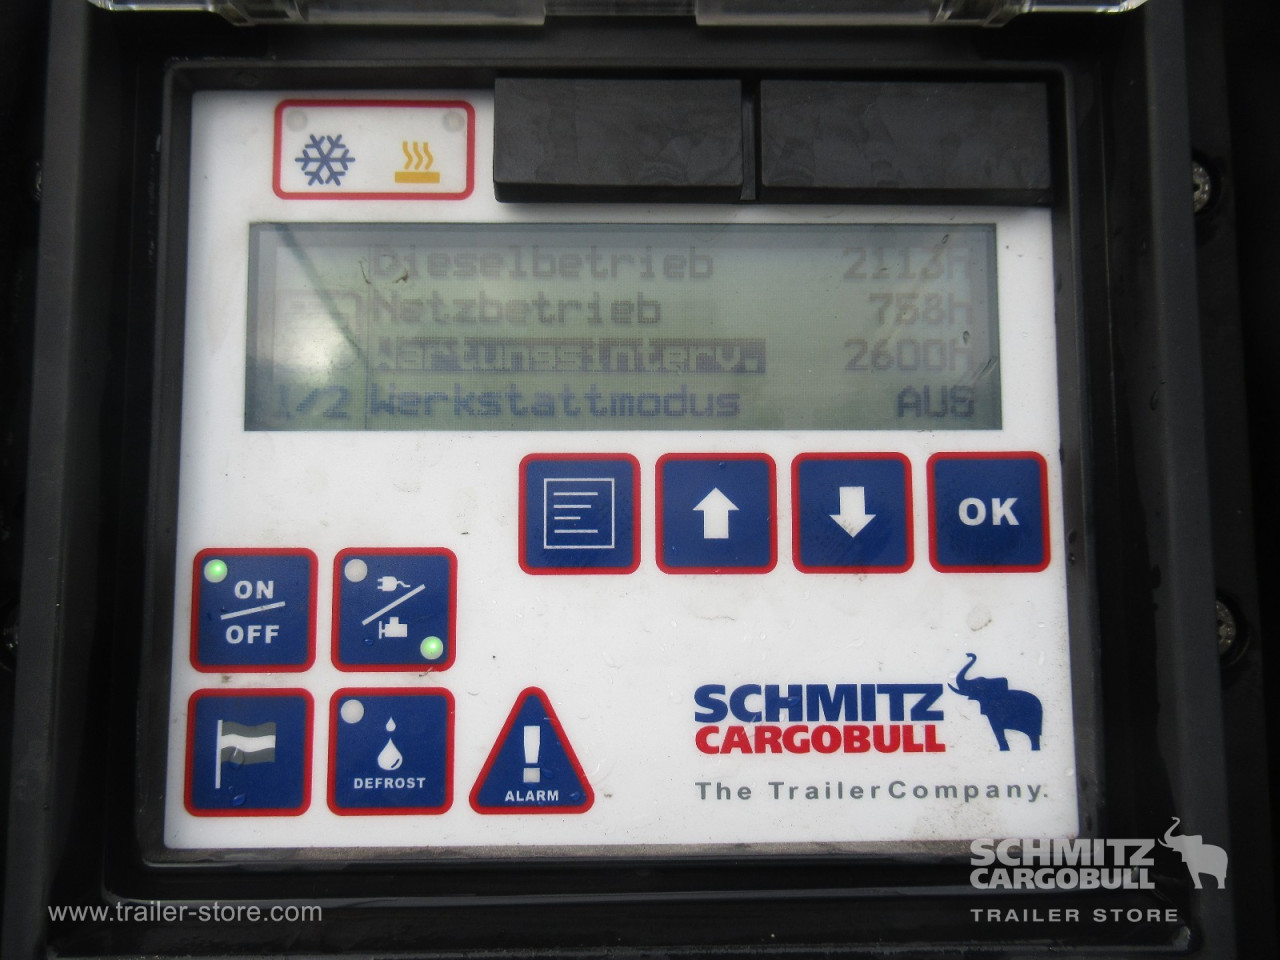 Dieselbetrieb 2113h
Netzbetrieb 758h
Wartungsinterv. 2600h
1/2 Werkstattmodus AUS
OK
ON
OFF
DEFROST
ALARM
SCHMITZ
CARGOBULL
The TrailerCompany.
SCHMITZ
CARGOBULL
TRAILER STORE
www.trailer-store.com